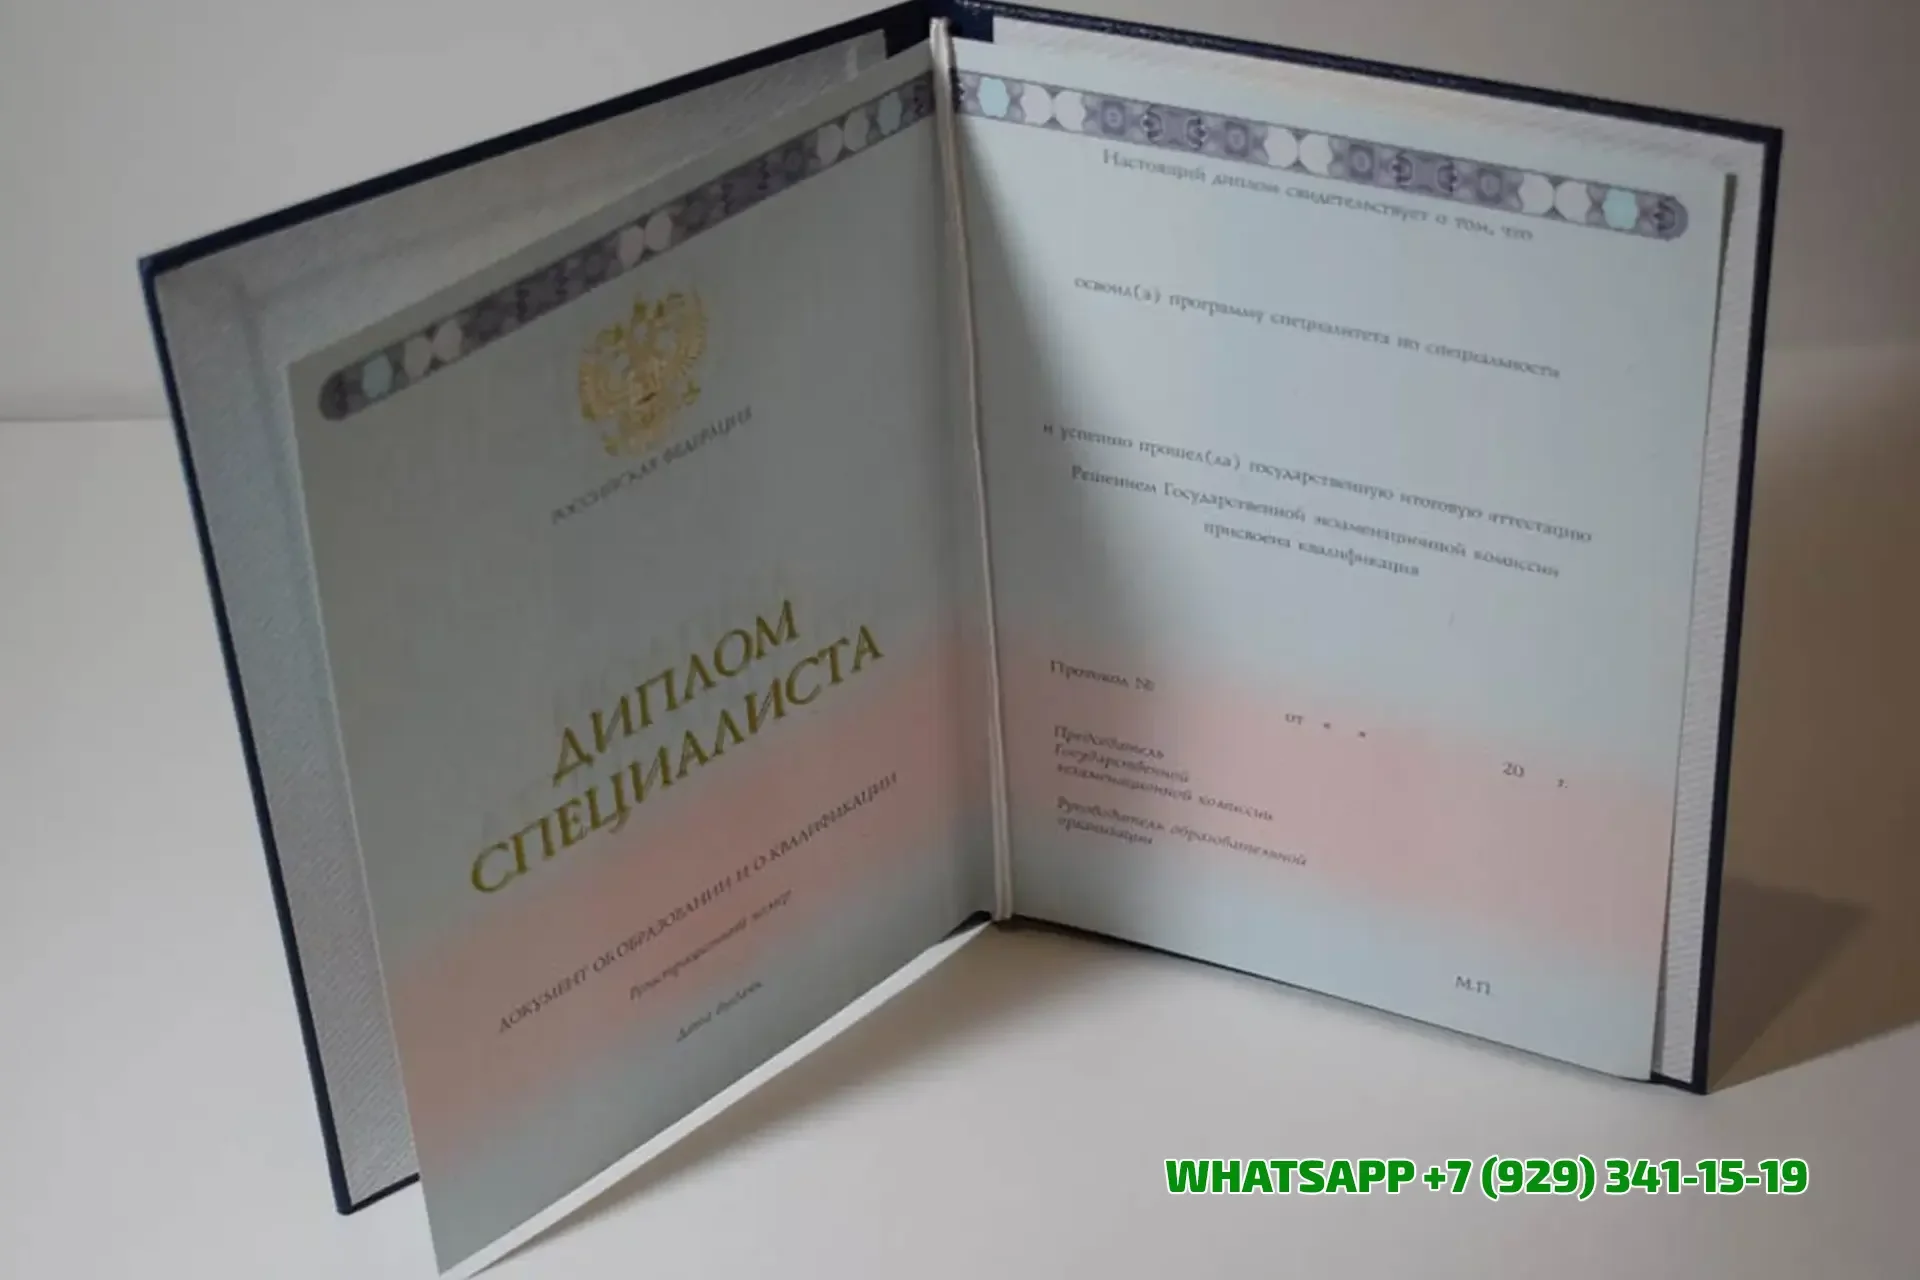 РОССИЙСКАЯ ФЕДЕРАЦИЯ
ДИПЛОМ
СПЕЦИАЛИСТА
ДОКУМЕНТ ОБ ОБРАЗОВАНИИ И О КВАЛИФИКАЦИИ
Регистрационный номер
Дата выдачи
Настоящий диплом свидетельствует о том, что
освоил(а) программу специалитета по специальности
и успешно прошел(ла) государственную итоговую аттестацию
Решением Государственной экзаменационной комиссии
присвоена квалификация
Протокол №
от « »
20 г.
Председатель
Государственной
экзаменационной комиссии
Руководитель образовательной
организации
М.П.
WHATSAPP +7 (929) 341-15-19